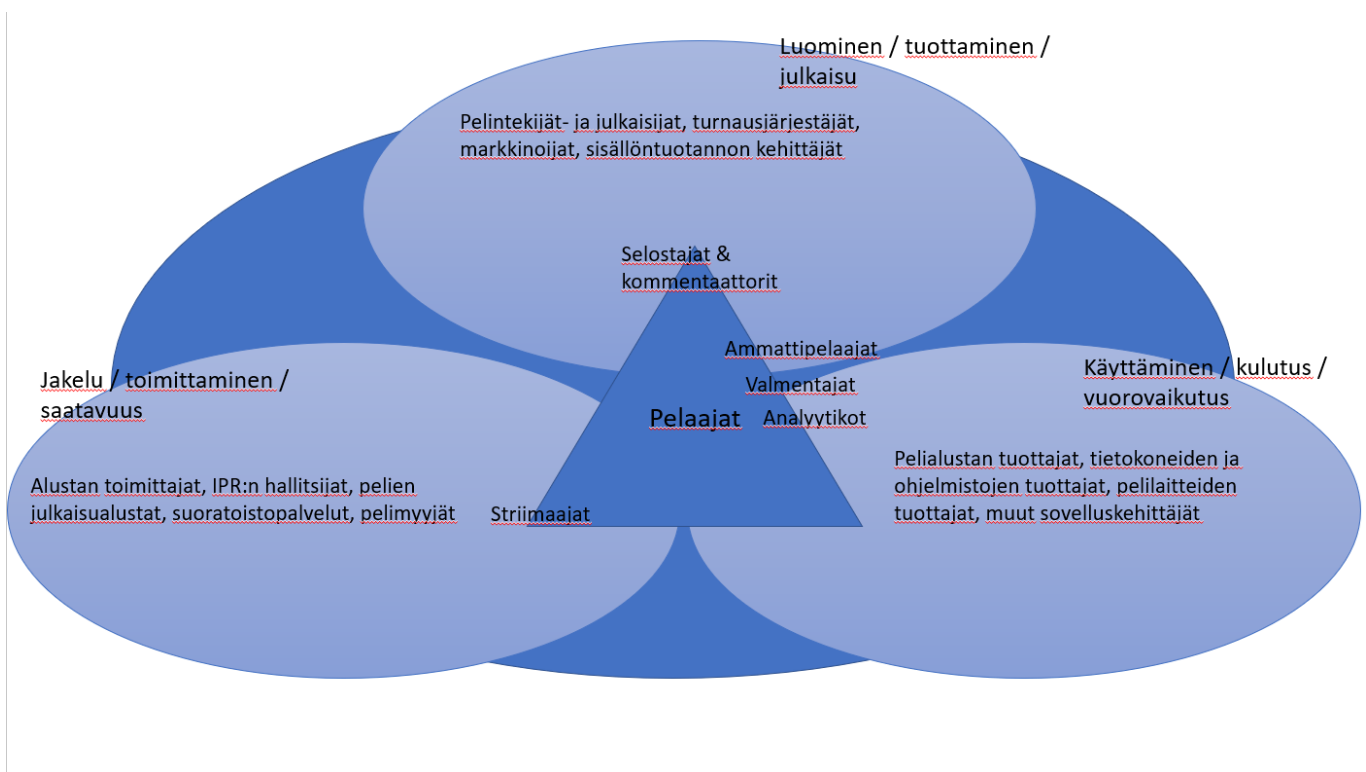 Luominen / tuottaminen /
julkaisu
Pelintekijät- ja julkaisijat, turnausjärjestäjät,
markkinoijat, sisällöntuotannon kehittäjät
Selostajat &
kommentaattorit
Ammattipelaajat
Valmentajat
Pelaajat
Analyytikot
Jakelu / toimittaminen /
saatavuus
Alustan toimittajat, IPR:n hallitsijat, pelien
julkaisualustat, suoratoistopalvelut, pelimyyjät
Striimaajat
Käyttäminen / kulutus /
vuorovaikutus
Pelialustan tuottajat, tietokoneiden ja
ohjelmistojen tuottajat, pelilaitteiden
tuottajat, muut sovelluskehittäjät